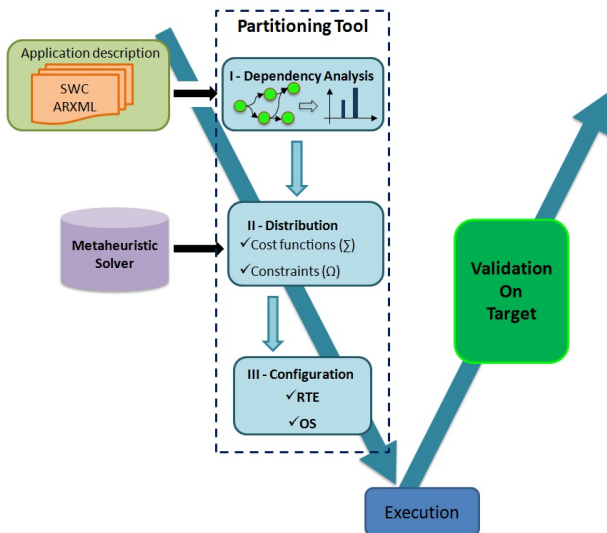 Partitioning Tool
Application description
SWC
ARXML
I - Dependency Analysis
Metaheuristic
Solver
II - Distribution
✓Cost functions (∑)
✓Constraints (Ω)
III - Configuration
✓RTE
✓OS
Validation
On
Target
Execution